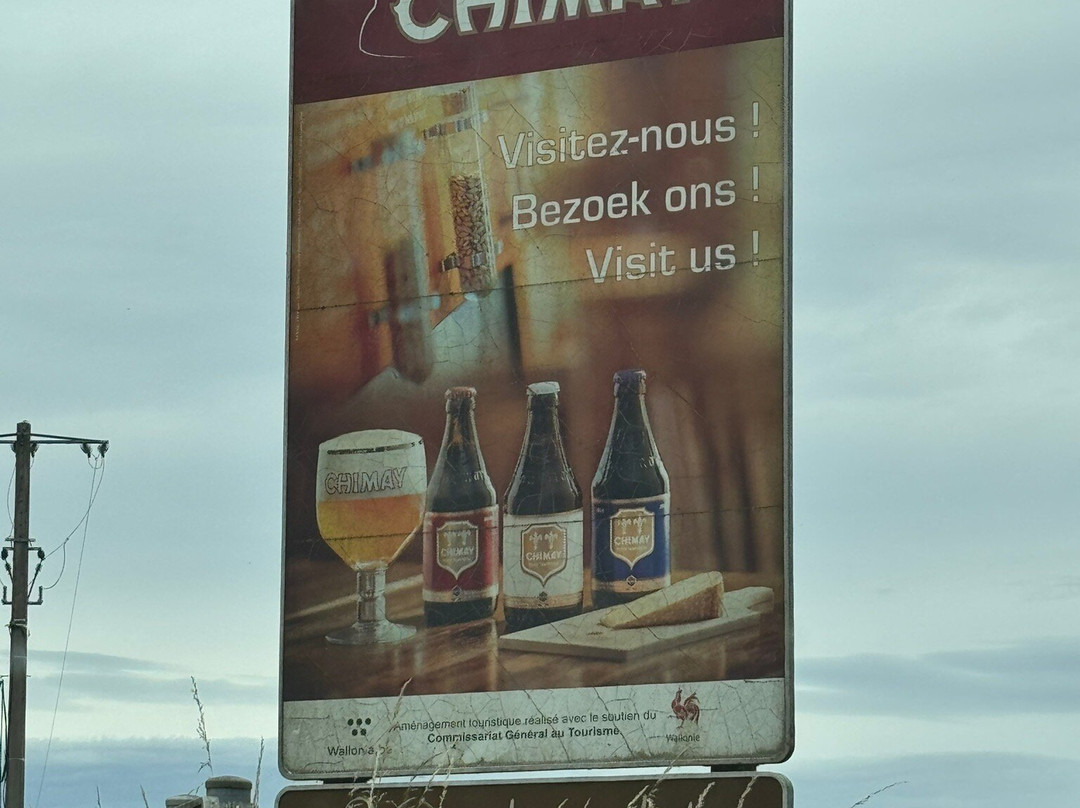 CHIMAY
Visitez-nous !
Bezoek ons !
Visit us !
CHIMAY
CHIMAY
CHIMAY
CHIMAY
Aménagement touristique réalisé avec le soutien du
Commissariat Général au Tourisme
Wallonie